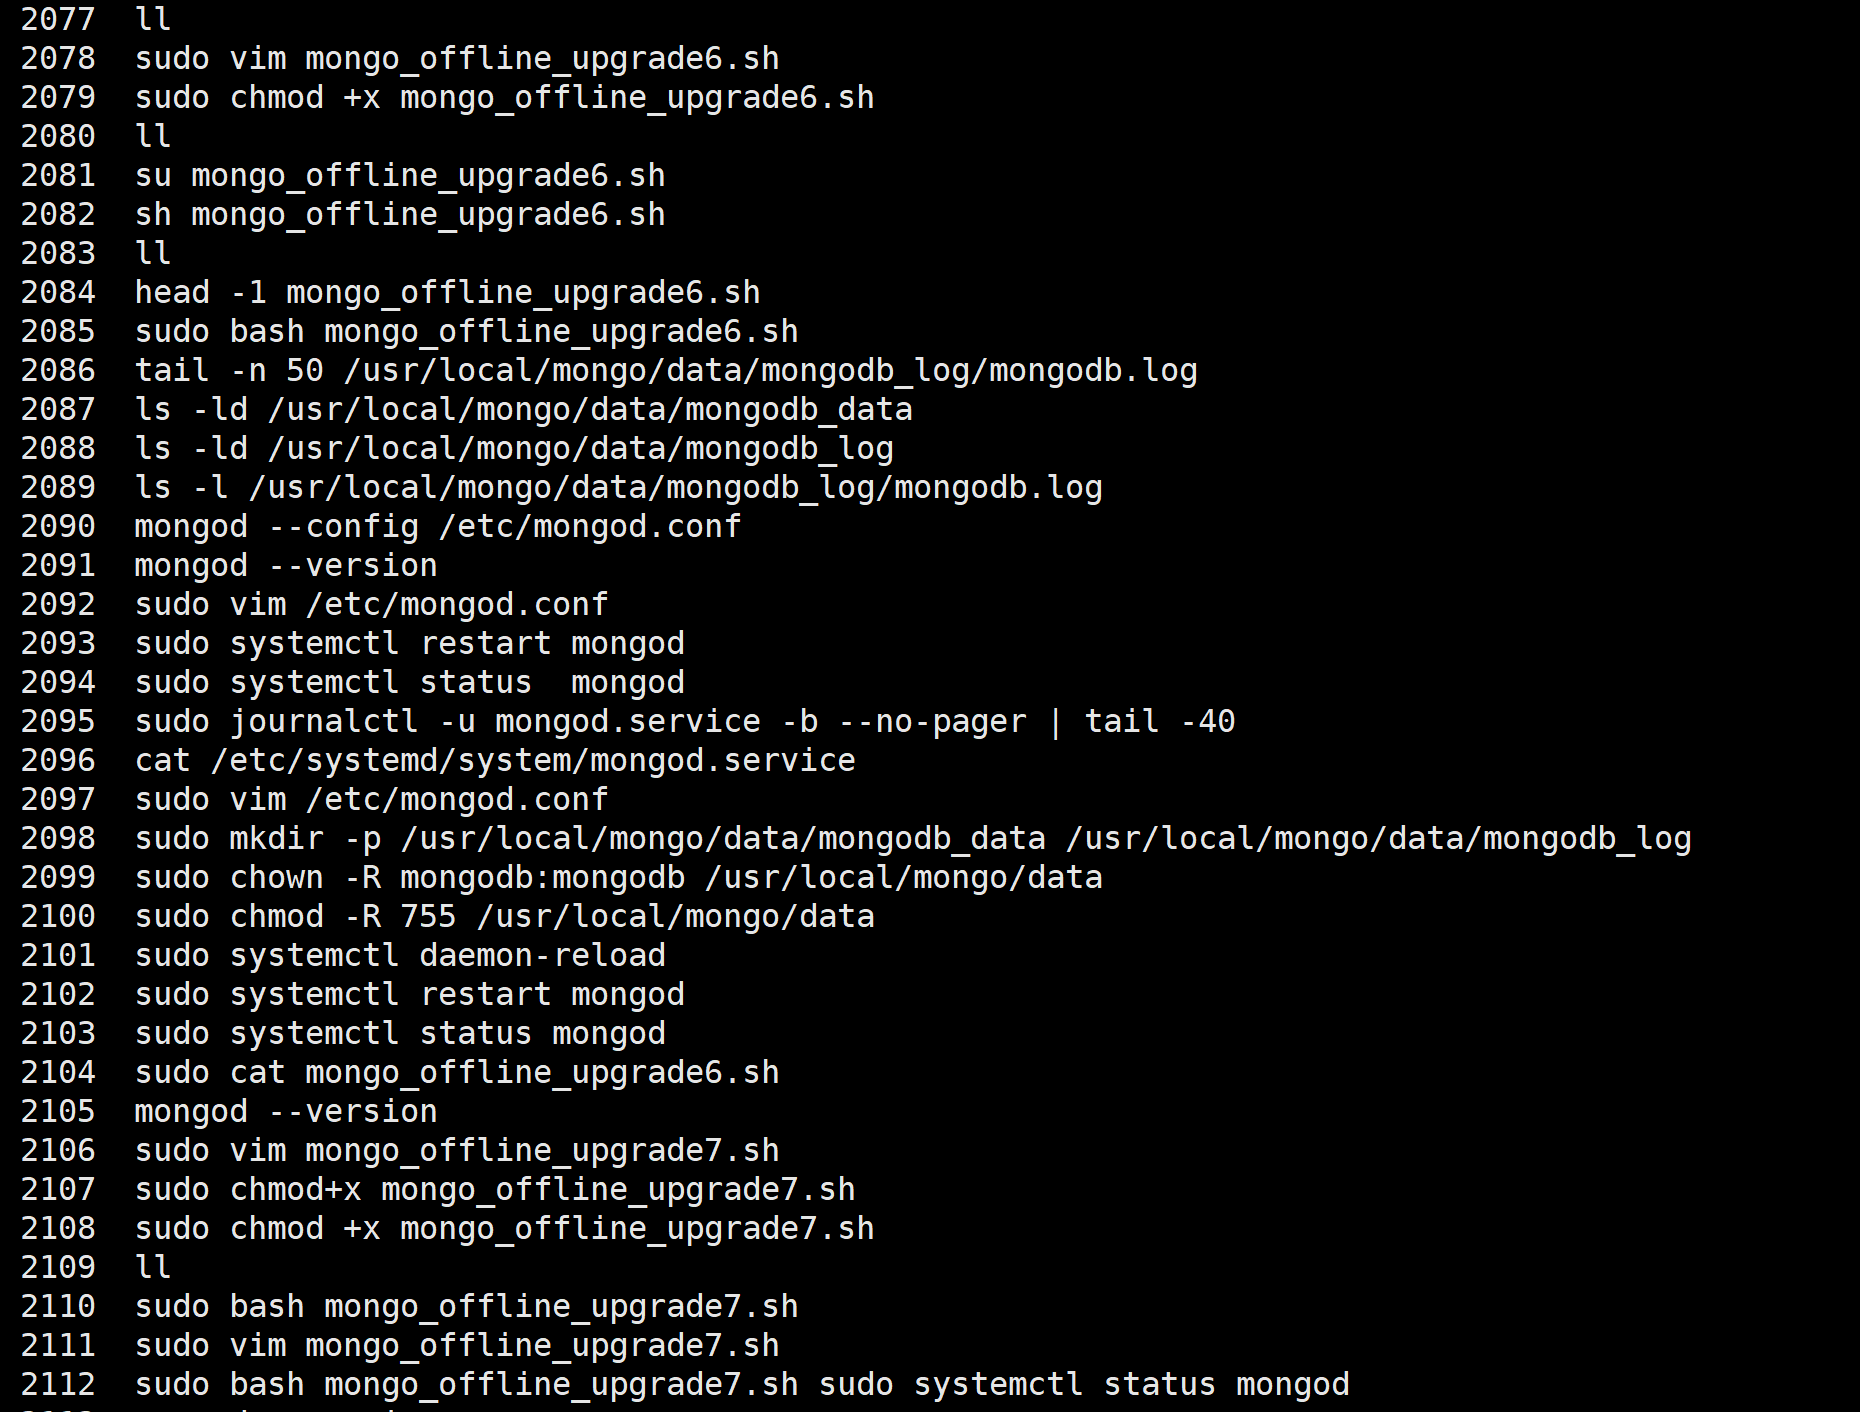 2077  ll
2078  sudo vim mongo_offline_upgrade6.sh
2079  sudo chmod +x mongo_offline_upgrade6.sh
2080  ll
2081  su mongo_offline_upgrade6.sh
2082  sh mongo_offline_upgrade6.sh
2083  ll
2084  head -1 mongo_offline_upgrade6.sh
2085  sudo bash mongo_offline_upgrade6.sh
2086  tail -n 50 /usr/local/mongo/data/mongodb_log/mongodb.log
2087  ls -ld /usr/local/mongo/data/mongodb_data
2088  ls -ld /usr/local/mongo/data/mongodb_log
2089  ls -l /usr/local/mongo/data/mongodb_log/mongodb.log
2090  mongod --config /etc/mongod.conf
2091  mongod --version
2092  sudo vim /etc/mongod.conf
2093  sudo systemctl restart mongod
2094  sudo systemctl status  mongod
2095  sudo journalctl -u mongod.service -b --no-pager | tail -40
2096  cat /etc/systemd/system/mongod.service
2097  sudo vim /etc/mongod.conf
2098  sudo mkdir -p /usr/local/mongo/data/mongodb_data /usr/local/mongo/data/mongodb_log
2099  sudo chown -R mongodb:mongodb /usr/local/mongo/data
2100  sudo chmod -R 755 /usr/local/mongo/data
2101  sudo systemctl daemon-reload
2102  sudo systemctl restart mongod
2103  sudo systemctl status mongod
2104  sudo cat mongo_offline_upgrade6.sh
2105  mongod --version
2106  sudo vim mongo_offline_upgrade7.sh
2107  sudo chmod+x mongo_offline_upgrade7.sh
2108  sudo chmod +x mongo_offline_upgrade7.sh
2109  ll
2110  sudo bash mongo_offline_upgrade7.sh
2111  sudo vim mongo_offline_upgrade7.sh
2112  sudo bash mongo_offline_upgrade7.sh sudo systemctl status mongod